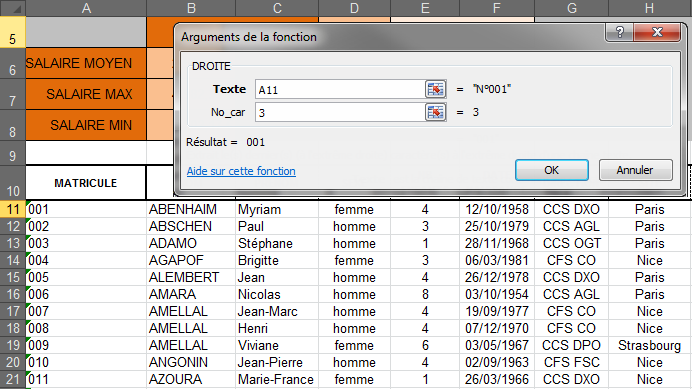 A B C D E F G H
Arguments de la fonction
5
DROITE
6 SALAIRE MOYEN
Texte A11 = "N°001"
7 SALAIRE MAX
No_car 3 = 3
8 SALAIRE MIN
Résultat = 001
9
Aide sur cette fonction OK Annuler
10 MATRICULE
11 001 ABENHAIM Myriam femme 4 12/10/1958 CCS DXO Paris
12 002 ABSCHEN Paul homme 3 25/10/1979 CCS AGL Paris
13 003 ADAMO Stéphane homme 1 28/11/1968 CCS OGT Paris
14 004 AGAPOF Brigitte femme 3 06/03/1981 CFS CO Nice
15 005 ALEMBERT Jean homme 4 26/12/1978 CCS DXO Paris
16 006 AMARA Nicolas homme 8 03/10/1954 CCS AGL Paris
17 007 AMELLAL Jean-Marc homme 4 19/09/1977 CFS CO Nice
18 008 AMELLAL Henri homme 4 07/12/1970 CFS CO Nice
19 009 AMELLAL Viviane femme 6 03/05/1967 CCS DPO Strasbourg
20 010 ANGONIN Jean-Pierre homme 4 02/09/1963 CFS FSC Nice
21 011 AZOURA Marie-France femme 1 26/03/1966 CCS DXO Nice